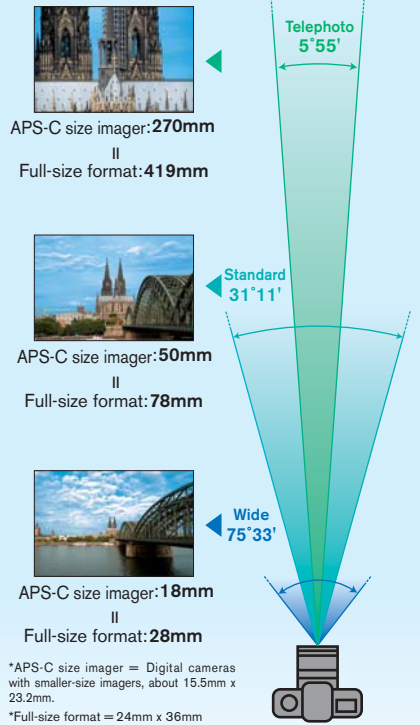 Telephoto
5°55'
APS-C size imager:270mm
=
Full-size format:419mm
Standard
31°11'
APS-C size imager:50mm
=
Full-size format:78mm
Wide
75°33'
APS-C size imager:18mm
=
Full-size format:28mm
*APS-C size imager = Digital cameras
with smaller-size imagers, about 15.5mm x
23.2mm.
*Full-size format = 24mm x 36mm